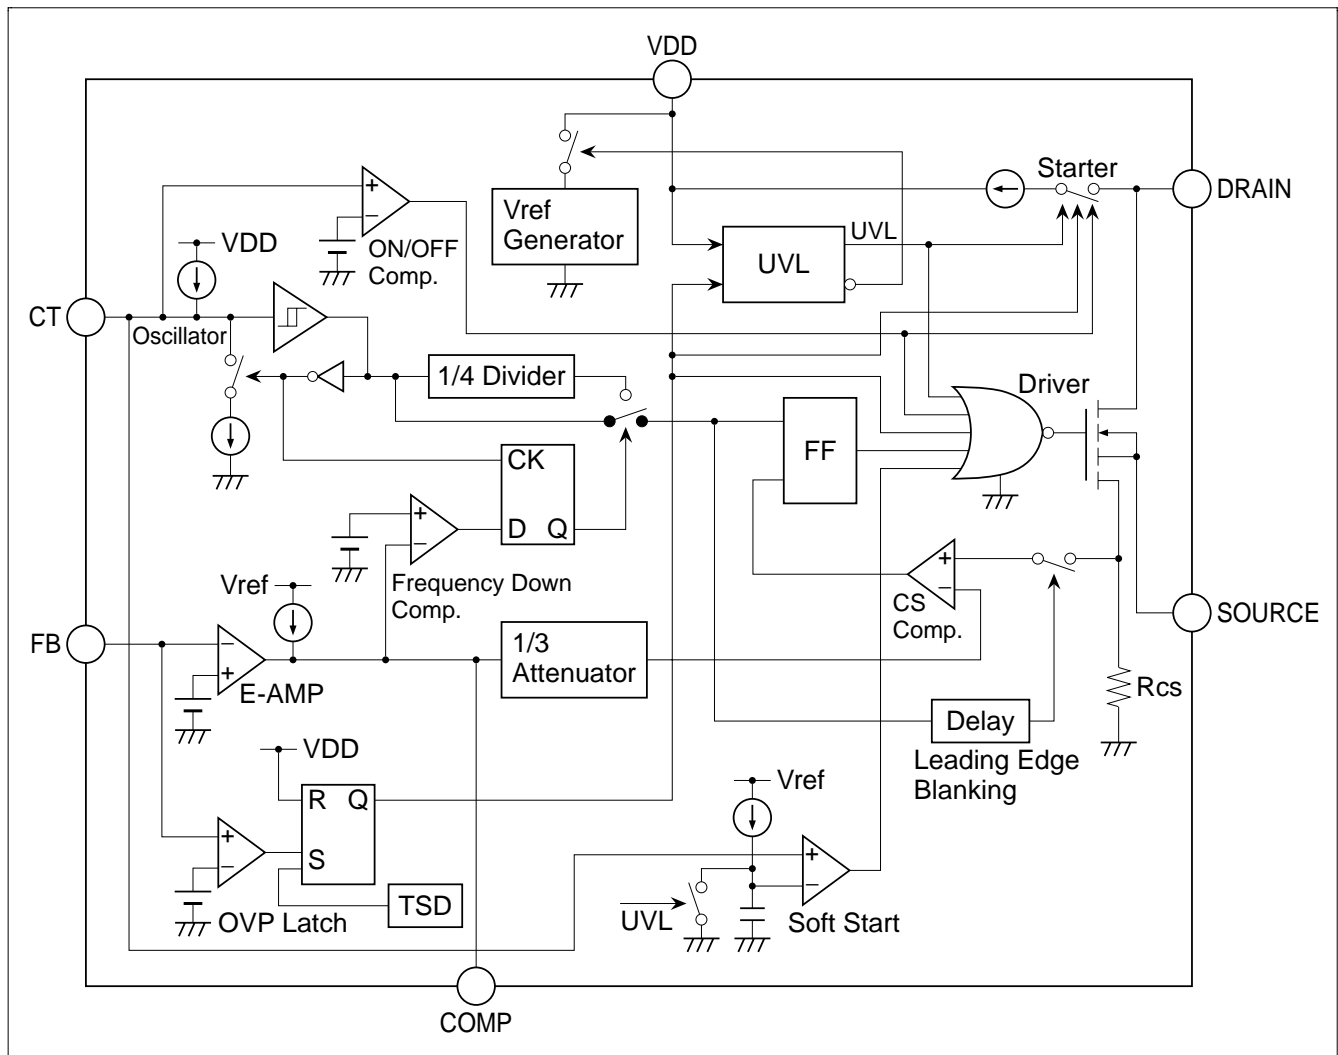 VDD
Starter
DRAIN
Vref
Generator
UVL
UVL
ON/OFF
Comp.
VDD
CT
Oscillator
1/4 Divider
Driver
CK
D Q
FF
Frequency Down
Comp.
Vref
CS
Comp.
SOURCE
FB
E-AMP
1/3
Attenuator
Rcs
Delay
Leading Edge
Blanking
VDD
R Q
S
Vref
TSD
OVP Latch
UVL
Soft Start
COMP